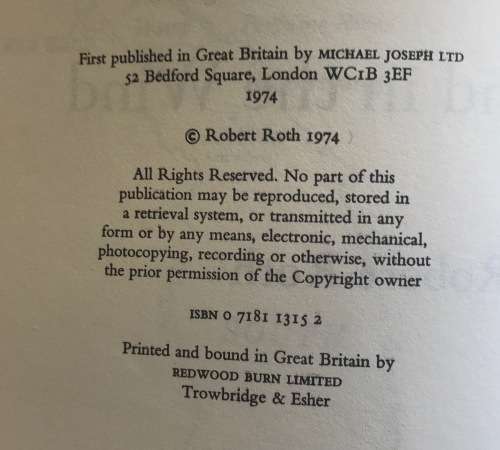 First published in Great Britain by MICHAEL JOSEPH LTD
52 Bedford Square, London WC1B 3EF
1974
© Robert Roth 1974
All Rights Reserved. No part of this
publication may be reproduced, stored in
a retrieval system, or transmitted in any
form or by any means, electronic, mechanical,
photocopying, recording or otherwise, without
the prior permission of the Copyright owner
ISBN 0 7181 1315 2
Printed and bound in Great Britain by
REDWOOD BURN LIMITED
Trowbridge & Esher